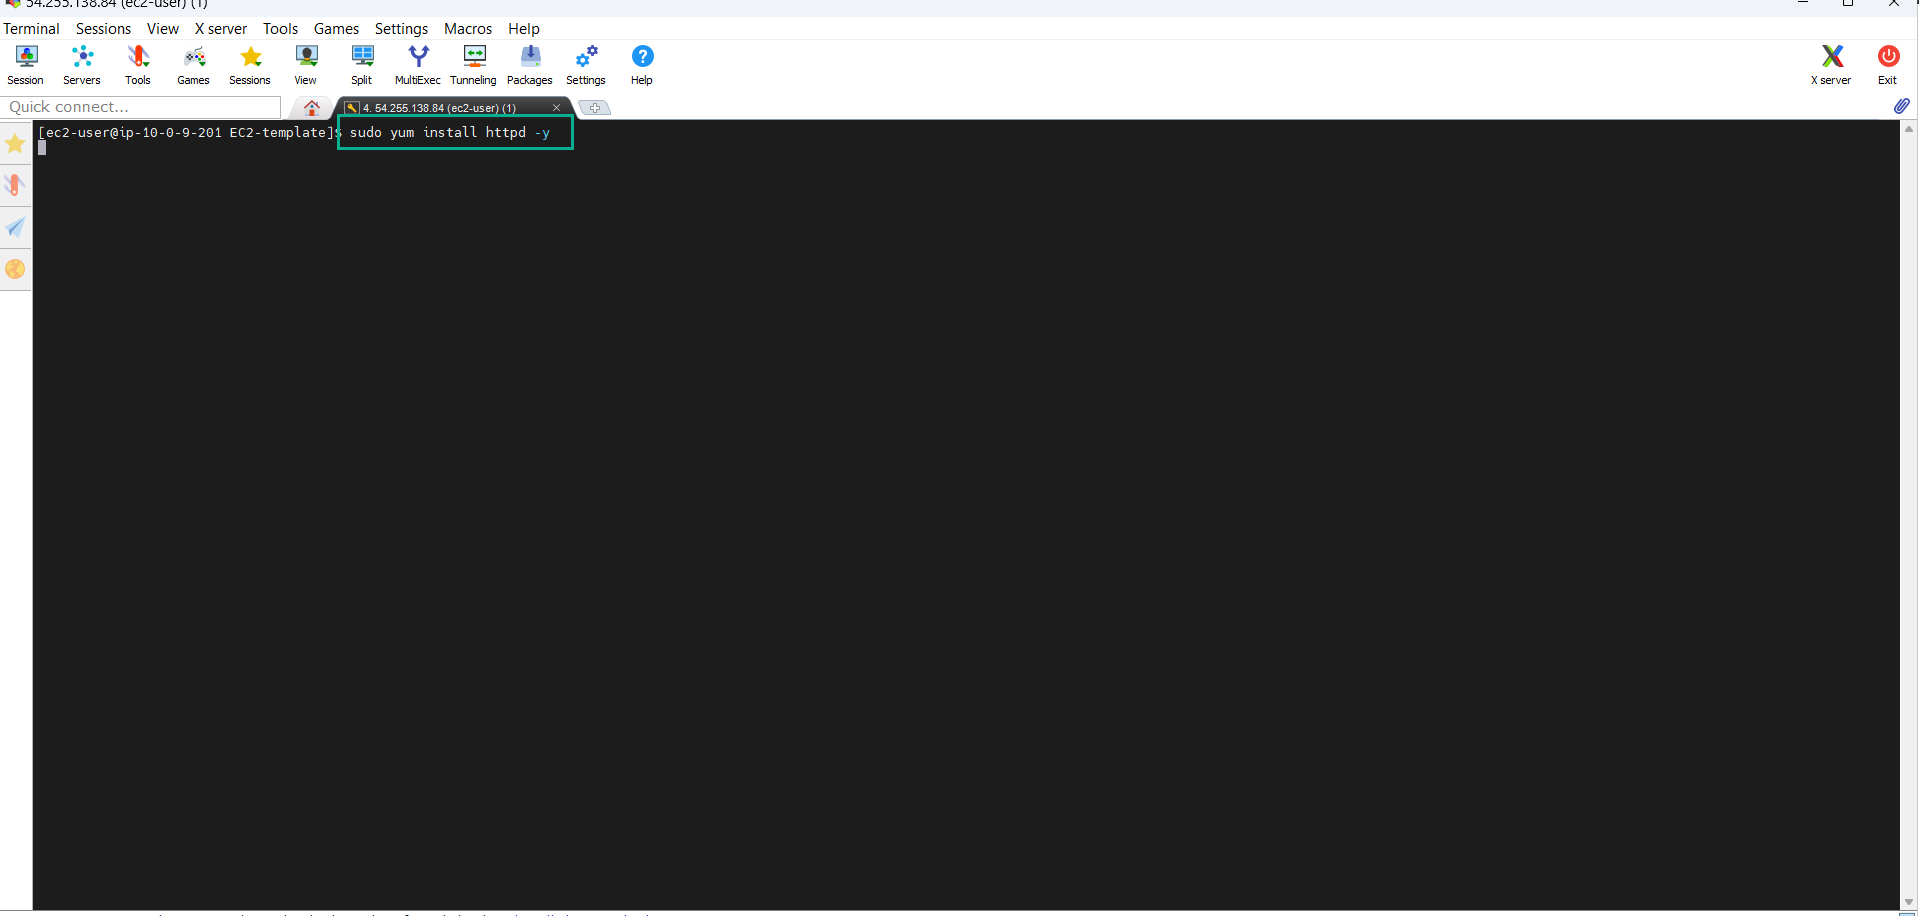 54.255.138.84 (ec2-user) (1)
Terminal Sessions View X server Tools Games Settings Macros Help
Session Servers Tools Games Sessions View Split MultiExec Tunneling Packages Settings Help X server Exit
Quick connect...
4. 54.255.138.84 (ec2-user) (1)
[ec2-user@ip-10-0-9-201 EC2-template]$ sudo yum install httpd -y